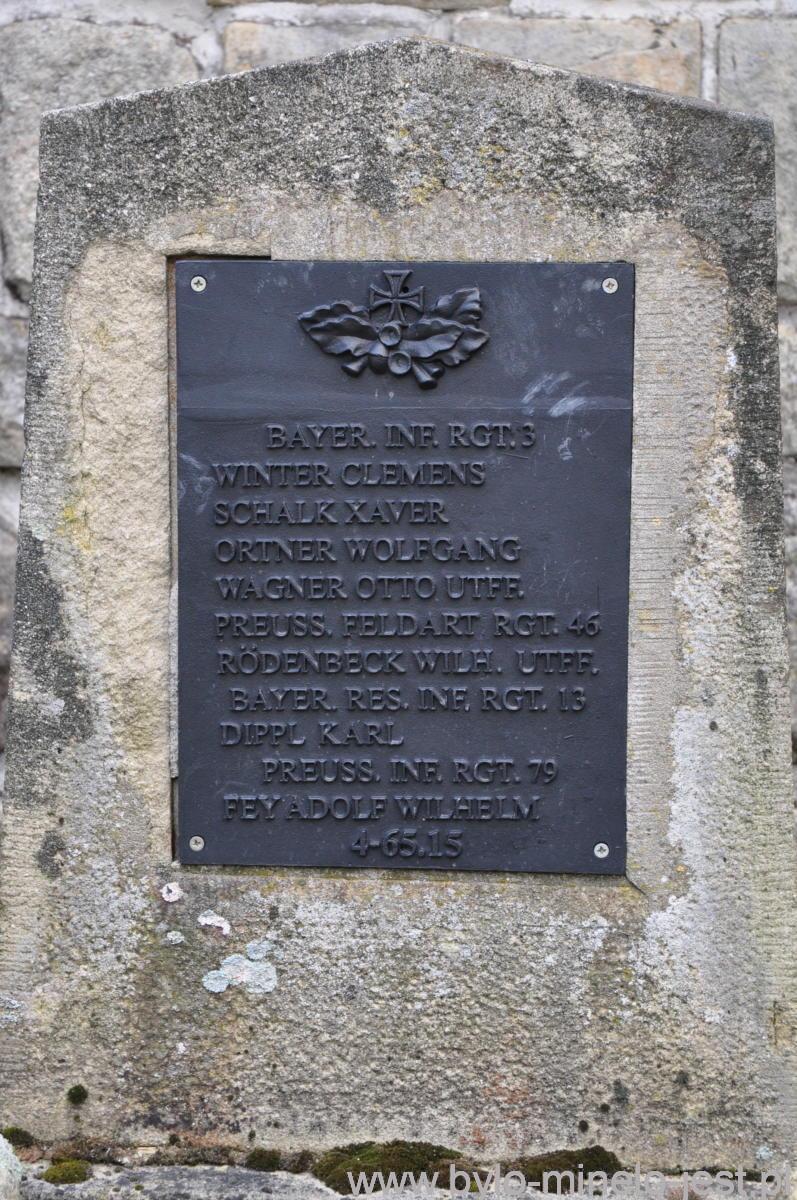 BAYER. INF. RGT. 3
WINTER CLEMENS
SCHALK XAVER
ORTNER WOLFGANG
WAGNER OTTO UTFF.
PREUSS. FELDART RGT. 46
RÖDENBECK WILH. UTFF.
BAYER. RES. INF. RGT. 13
DIPPL KARL
PREUSS. INF. RGT. 79
FEY ADOLF WILHELM
4-65.15
www.bylo-minelo-jest.pl